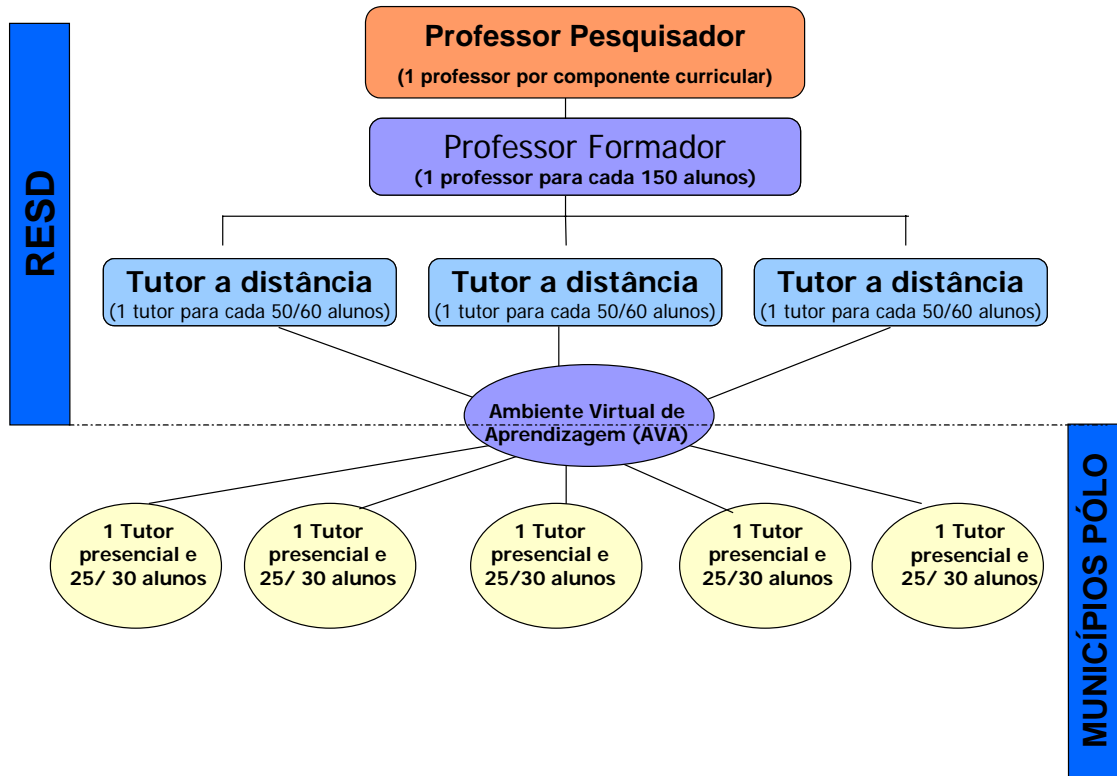 RESD
Professor Pesquisador
(1 professor por componente curricular)
Professor Formador
(1 professor para cada 150 alunos)
Tutor a distância
(1 tutor para cada 50/60 alunos)
Tutor a distância
(1 tutor para cada 50/60 alunos)
Tutor a distância
(1 tutor para cada 50/60 alunos)
Ambiente Virtual de
Aprendizagem (AVA)
1 Tutor
presencial e
25/ 30 alunos
1 Tutor
presencial e
25/ 30 alunos
1 Tutor
presencial e
25/30 alunos
1 Tutor
presencial e
25/30 alunos
1 Tutor
presencial e
25/ 30 alunos
MUNICÍPIOS PÓLO